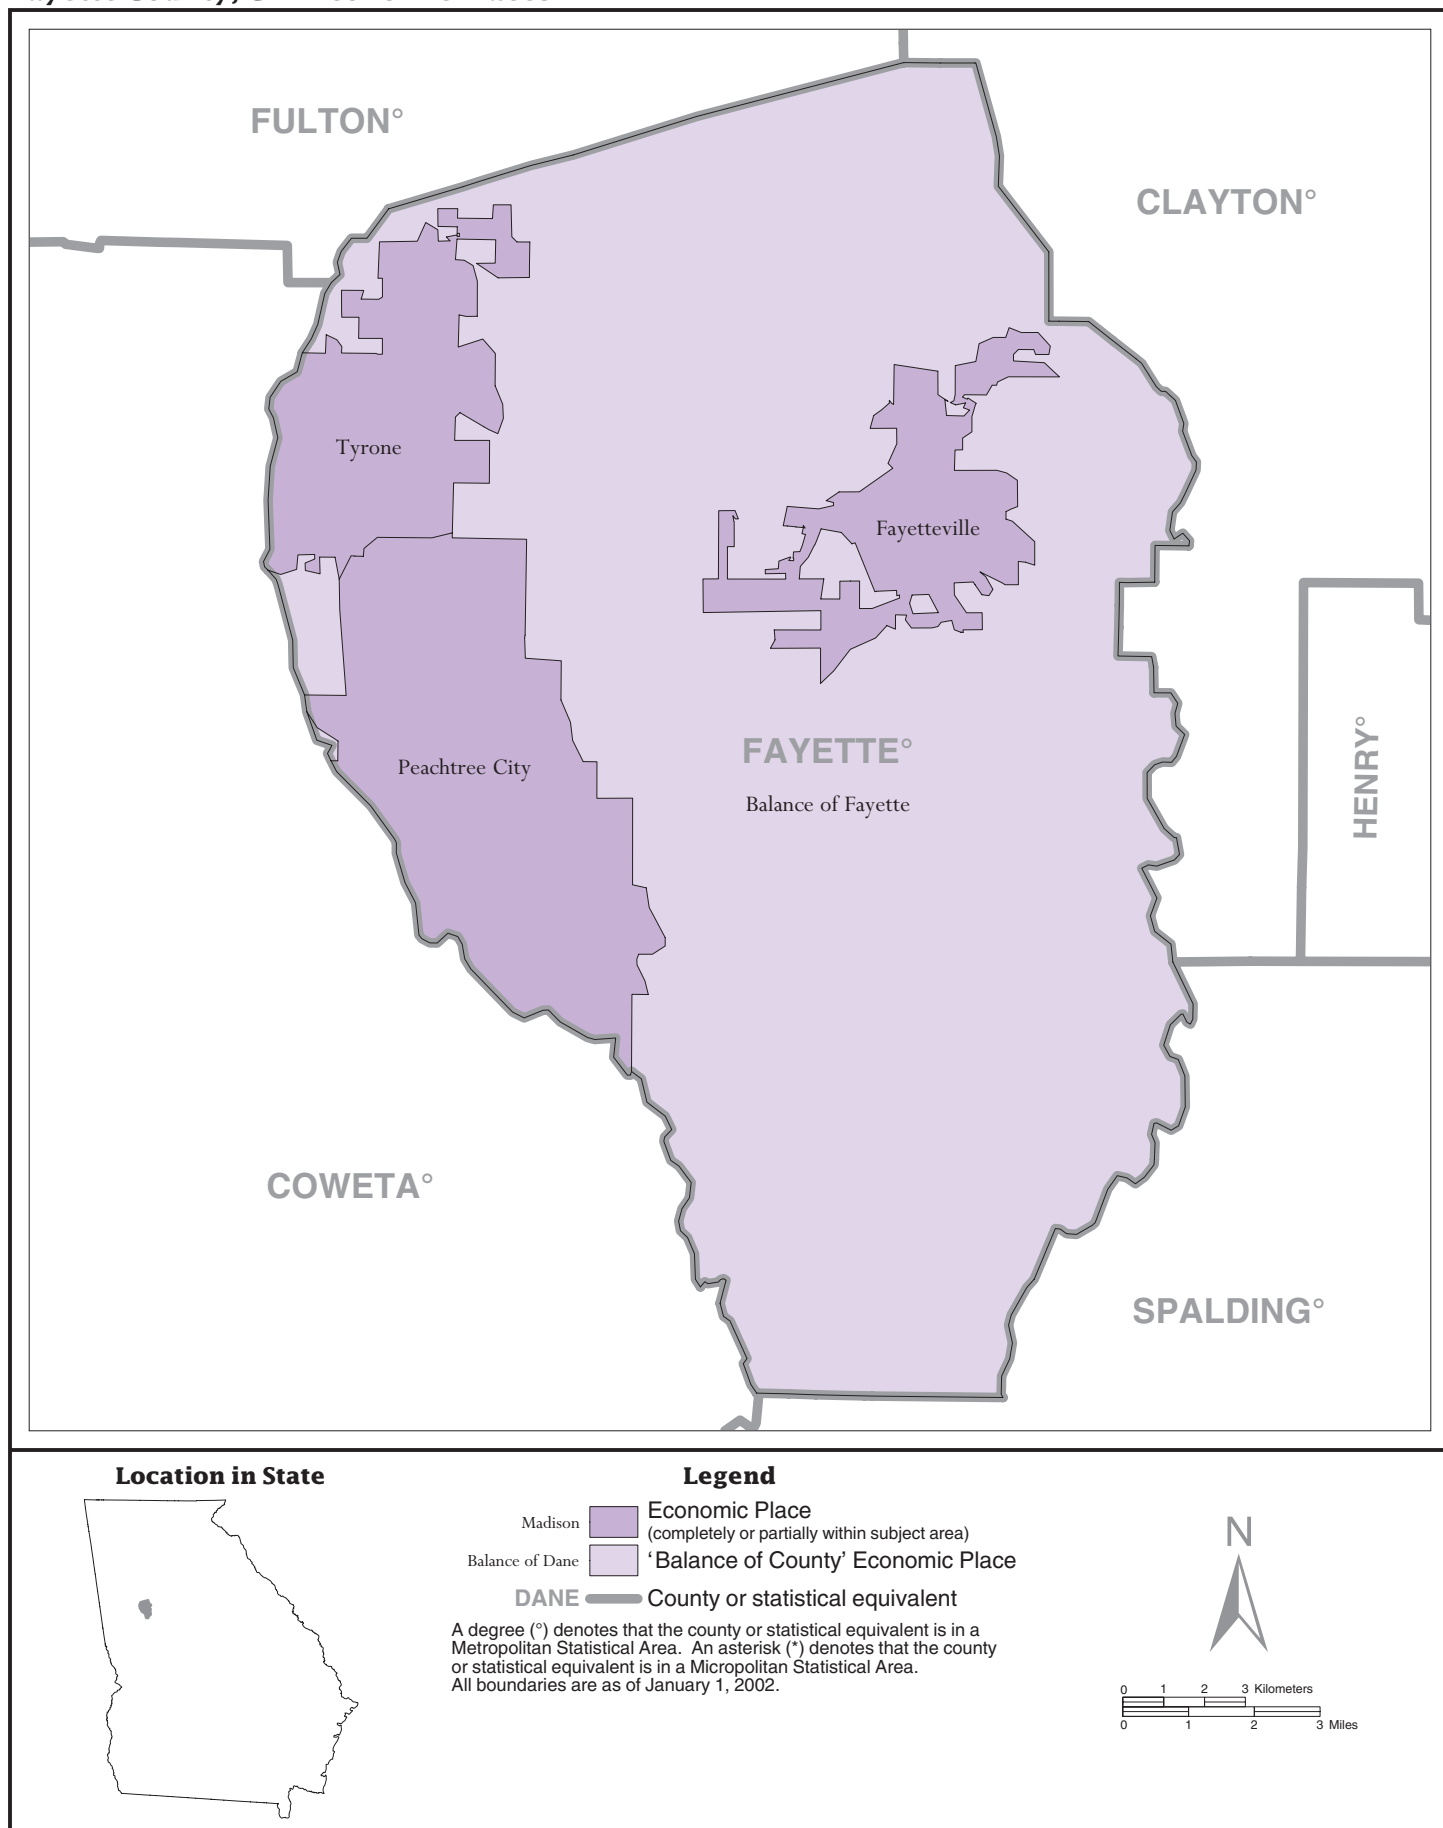 FULTON°
CLAYTON°
Tyrone
Fayetteville
Peachtree City
FAYETTE°
Balance of Fayette
HENRY°
COWETA°
SPALDING°
Location in State
Legend
Madison
Economic Place
(completely or partially within subject area)
Balance of Dane
‘Balance of County’ Economic Place
DANE
County or statistical equivalent
A degree (°) denotes that the county or statistical equivalent is in a
Metropolitan Statistical Area. An asterisk (*) denotes that the county
or statistical equivalent is in a Micropolitan Statistical Area.
All boundaries are as of January 1, 2002.
N
0 1 2 3 Kilometers
0 1 2 3 Miles